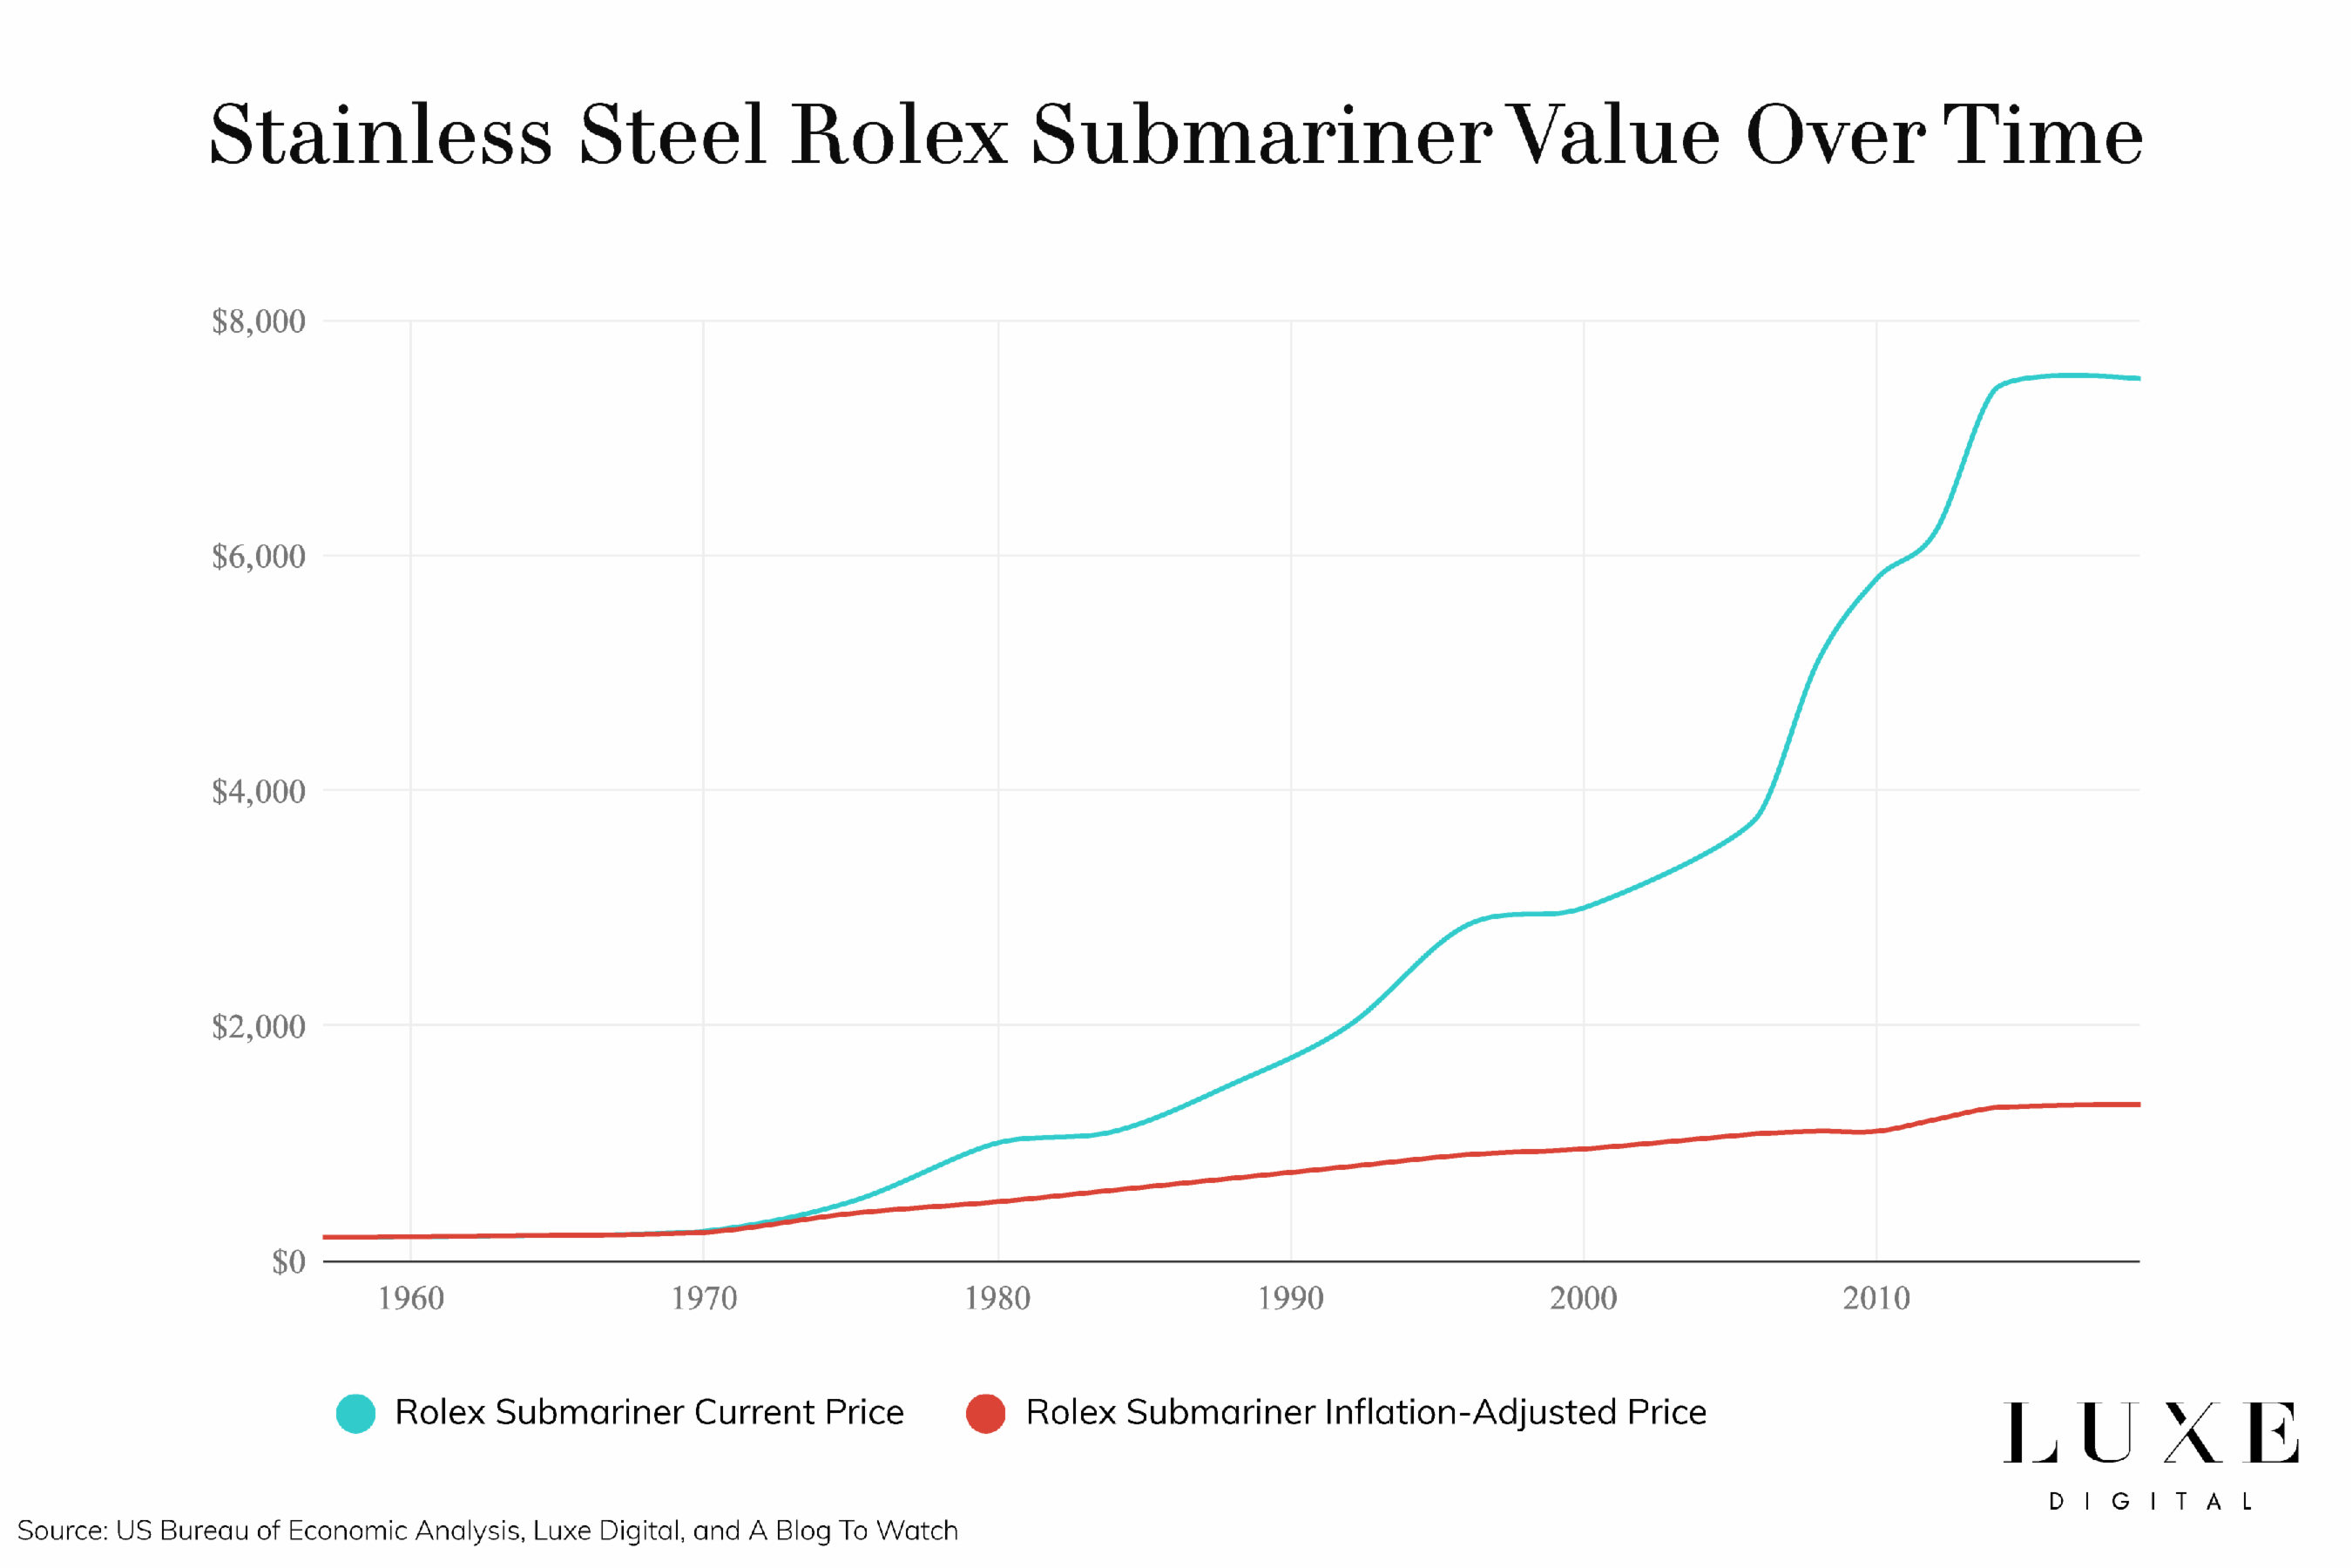 Stainless Steel Rolex Submariner Value Over Time
$8,000
$6,000
$4,000
$2,000
$0
1960 1970 1980 1990 2000 2010
Rolex Submariner Current Price Rolex Submariner Inflation-Adjusted Price
LUXE
DIGITAL
Source: US Bureau of Economic Analysis, Luxe Digital, and A Blog To Watch